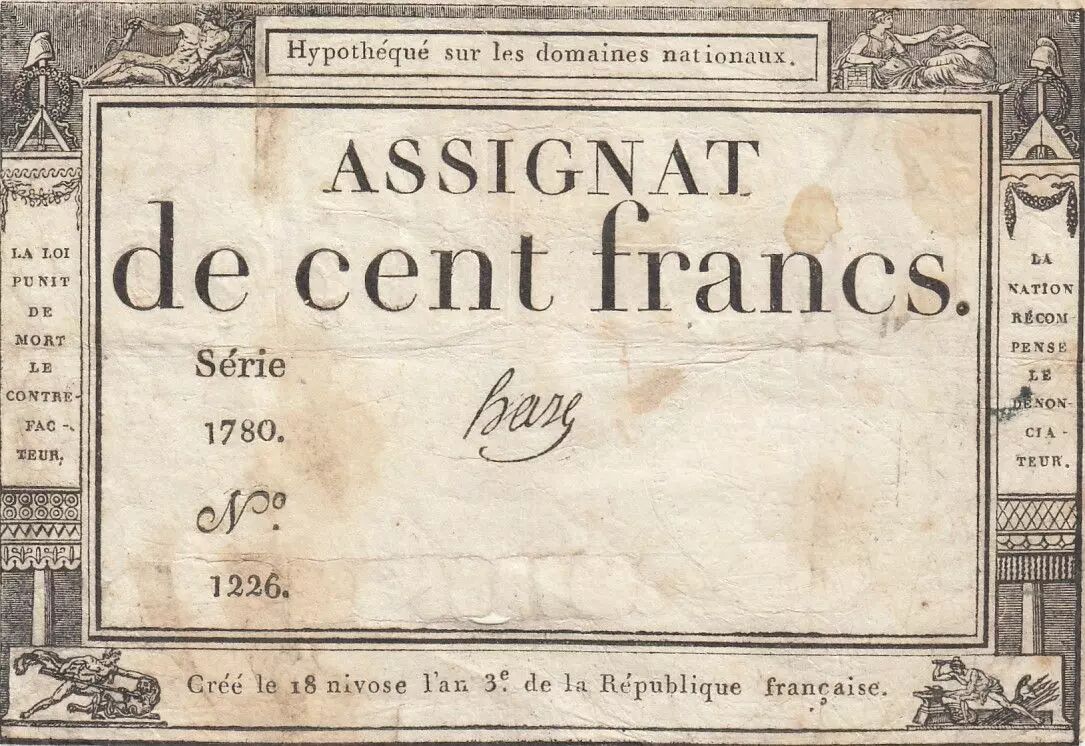 Hypothéqué sur les domaines nationaux.
ASSIGNAT
de cent francs.
LA LOI
PUNIT
DE
MORT
LE
CONTRE-
FAC-
TEUR.
Série
1780.
Nº.
1226.
LA
NATION
RÉCOM
PENSE
LE
DÉNON-
CIA-
TEUR.
Créé le 18 nivose l'an 3e. de la République française.